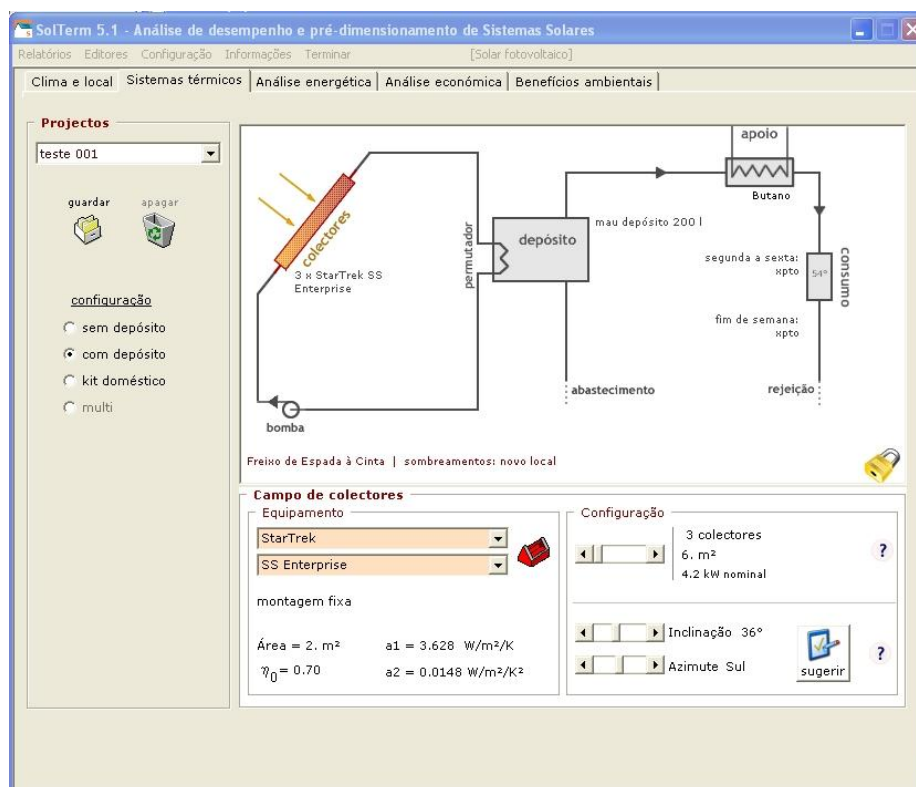 SolTerm 5.1 - Análise de desempenho e pré-dimensionamento de Sistemas Solares
Relatórios Editores Configuração Informações Terminar [Solar fotovoltaico]
Clima e local Sistemas térmicos Análise energética Análise económica Benefícios ambientais
Projectos
teste 001
guardar apagar
configuração
sem depósito
com depósito
kit doméstico
multi
apoio
Butano
colectores
3 x StarTrek SS
Enterprise
permutador
depósito
mau depósito 200 l
segunda a sexta:
xpto
54°
consumo
fim de semana:
xpto
abastecimento
rejeição
bomba
Freixo de Espada à Cinta | sombreamentos: novo local
Campo de colectores
Equipamento
StarTrek
SS Enterprise
montagem fixa
Área = 2. m² a1 = 3.628 W/m²/K
η0 = 0.70 a2 = 0.0148 W/m²/K²
Configuração
3 colectores
6. m²
4.2 kW nominal
?
Inclinação 36°
Azimute Sul
sugerir
?